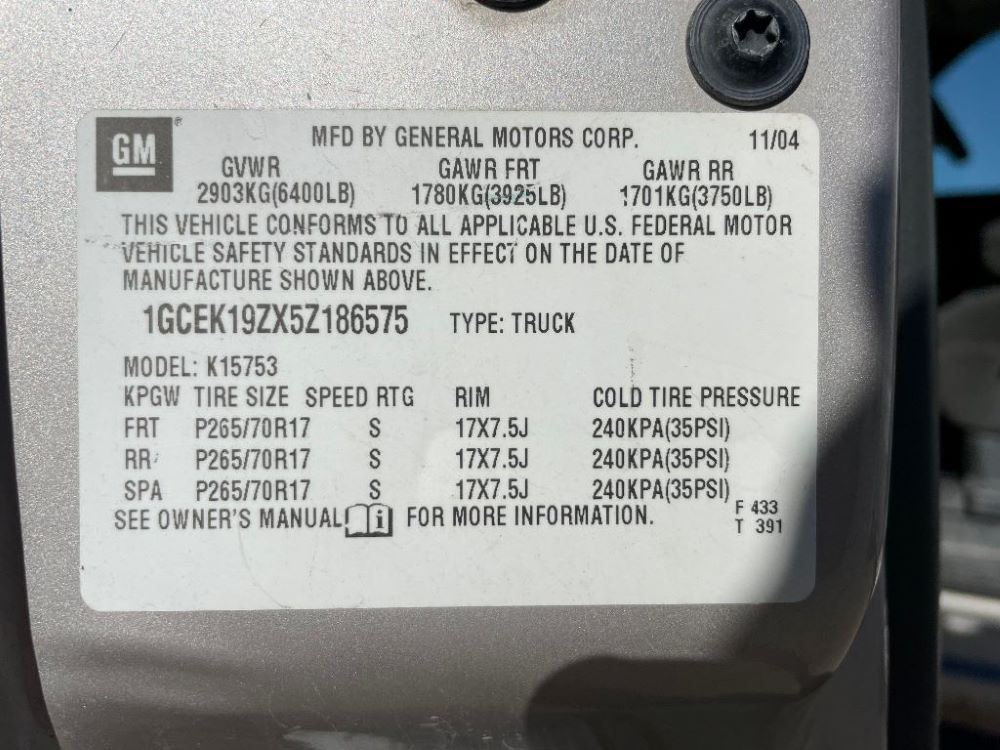 GM® MFD BY GENERAL MOTORS CORP. 11/04
GVWR GAWR FRT GAWR RR
2903KG(6400LB) 1780KG(3925LB) 1701KG(3750LB)
THIS VEHICLE CONFORMS TO ALL APPLICABLE U.S. FEDERAL MOTOR
VEHICLE SAFETY STANDARDS IN EFFECT ON THE DATE OF
MANUFACTURE SHOWN ABOVE.
1GCEK19ZX5Z186575 TYPE: TRUCK
MODEL: K15753
KPGW TIRE SIZE SPEED RTG RIM COLD TIRE PRESSURE
FRT P265/70R17 S 17X7.5J 240KPA(35PSI)
RR P265/70R17 S 17X7.5J 240KPA(35PSI)
SPA P265/70R17 S 17X7.5J 240KPA(35PSI)
SEE OWNER'S MANUAL i FOR MORE INFORMATION.
F 433
T 391